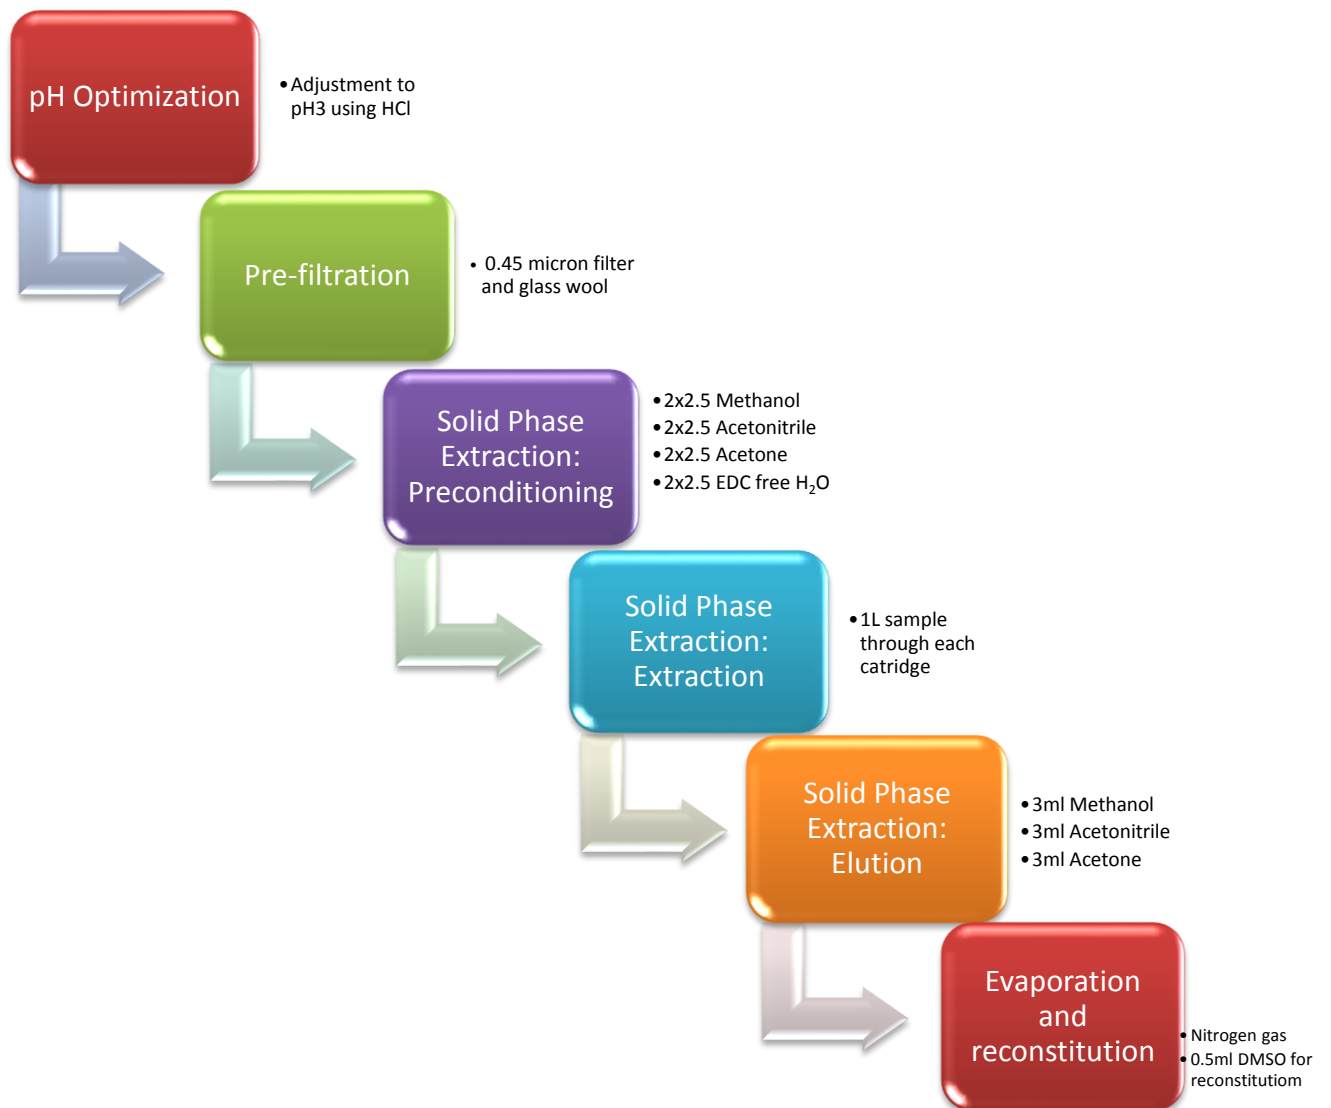 pH Optimization
•Adjustment to
pH3 using HCl
Pre-filtration
• 0.45 micron filter
and glass wool
Solid Phase
Extraction:
Preconditioning
•2x2.5 Methanol
•2x2.5 Acetonitrile
•2x2.5 Acetone
•2x2.5 EDC free H₂O
Solid Phase
Extraction:
Extraction
•1L sample
through each
catridge
Solid Phase
Extraction:
Elution
•3ml Methanol
•3ml Acetonitrile
•3ml Acetone
Evaporation
and
reconstitution
• Nitrogen gas
• 0.5ml DMSO for
reconstitutiom